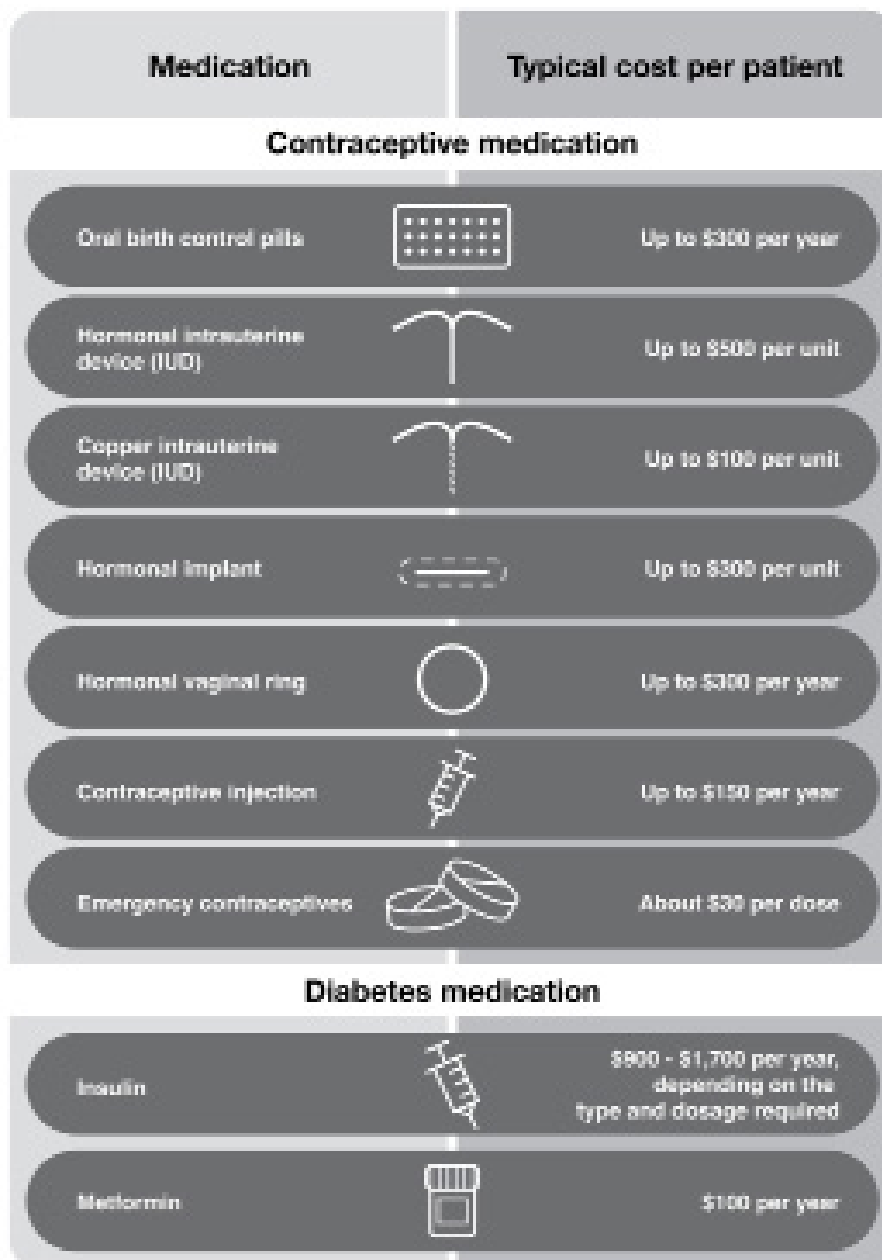 Medication
Typical cost per patient
Contraceptive medication
Oral birth control pills
Up to $300 per year
Hormonal intrauterine
device (IUD)
Up to $500 per unit
Copper intrauterine
device (IUD)
Up to $100 per unit
Hormonal implant
Up to $300 per unit
Hormonal vaginal ring
Up to $300 per year
Contraceptive injection
Up to $150 per year
Emergency contraceptives
About $30 per dose
Diabetes medication
Insulin
$900 - $1,700 per year,
depending on the
type and dosage required
Metformin
$100 per year